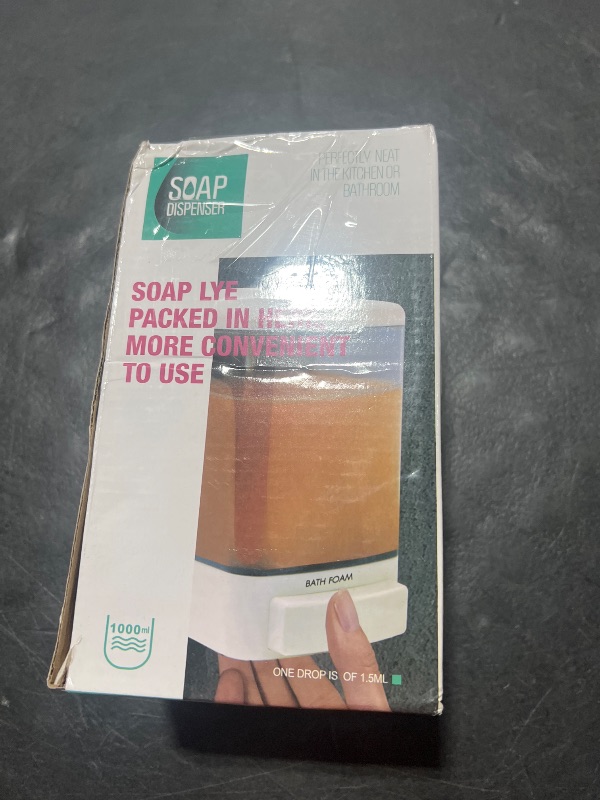 SOAP
DISPENSER
PERFECTLY NEAT
IN THE KITCHEN OR
BATHROOM
SOAP LYE
PACKED IN
MORE CONVENIENT
TO USE
BATH FOAM
1000ml
ONE DROP IS OF 1.5ML